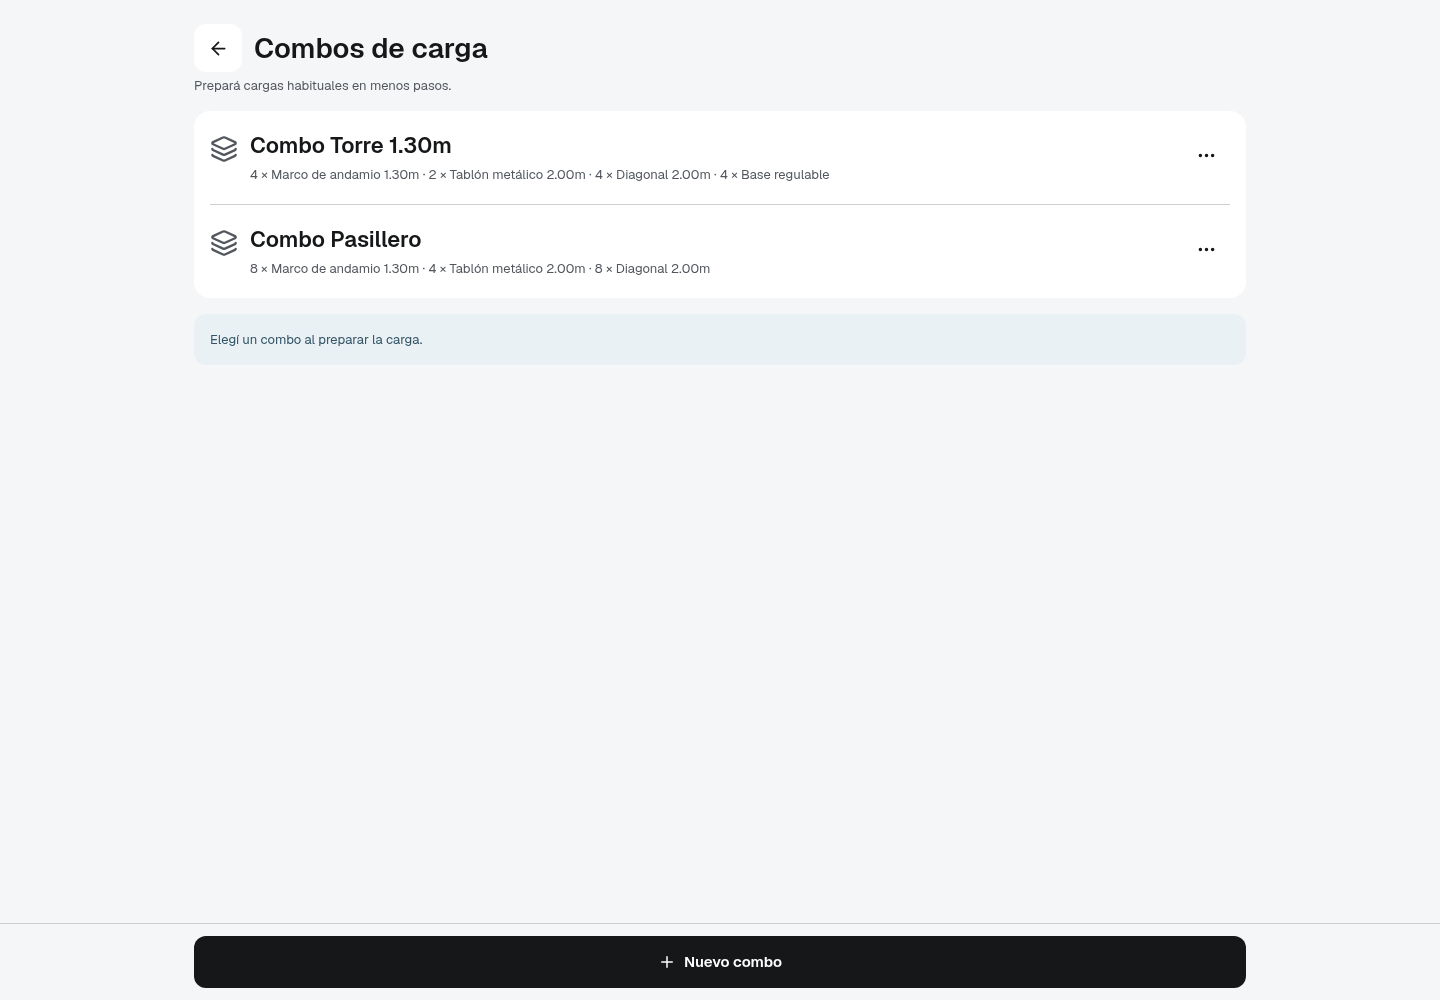 Combos de carga
Prepará cargas habituales en menos pasos.
Combo Torre 1.30m
4 × Marco de andamio 1.30m · 2 × Tablón metálico 2.00m · 4 × Diagonal 2.00m · 4 × Base regulable
Combo Pasillero
8 × Marco de andamio 1.30m · 4 × Tablón metálico 2.00m · 8 × Diagonal 2.00m
Elegí un combo al preparar la carga.
Nuevo combo